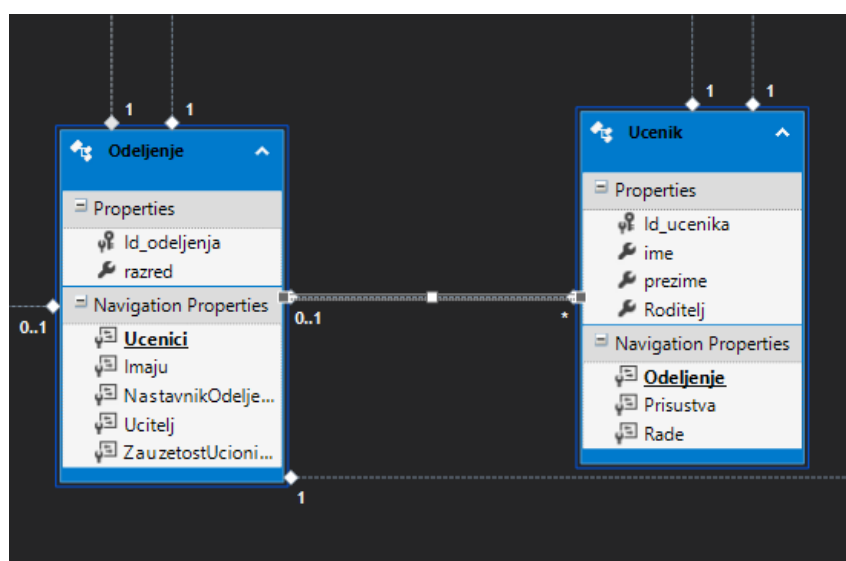 1
1
Odeljenje
Properties
Id_odeljenja
razred
Navigation Properties
Ucenici
Imaju
NastavnikOdelje...
Ucitelj
ZauzetostUcioni...
0..1
1
0..1
*
1
1
Ucenik
Properties
Id_ucenika
ime
prezime
Roditelj
Navigation Properties
Odeljenje
Prisustva
Rade